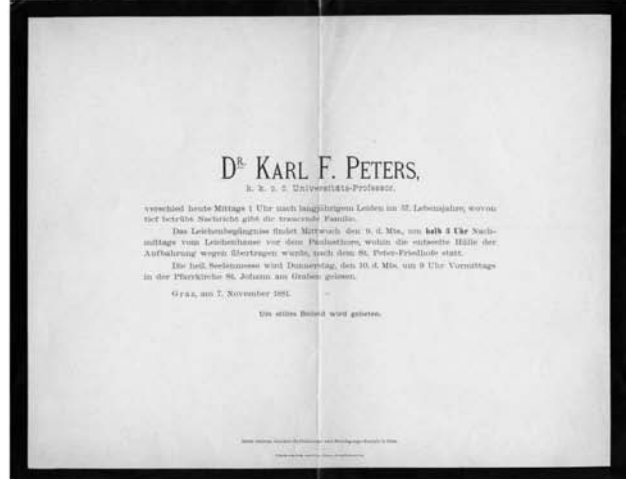 DR. KARL F. PETERS,
k. k. o. ö. Universitäts-Professor,
verschied heute Mittags 1 Uhr nach langjährigem Leiden im 57. Lebensjahre, wovon
tief betrübt Nachricht gibt die trauernde Familie.
Das Leichenbegängniss findet Mittwoch den 9. d. Mts., um halb 3 Uhr Nach-
mittags vom Leichenhause vor dem Paulusthore, wohin die entseelte Hülle der
Aufbahrung wegen übertragen wurde, nach dem St. Peter-Friedhofe statt.
Die heil. Seelenmesse wird Donnerstag, den 10. d. Mts. um 9 Uhr Vormittags
in der Pfarrkirche St. Johann am Graben gelesen.
Graz, am 7. November 1881.
Um stilles Beileid wird gebeten.